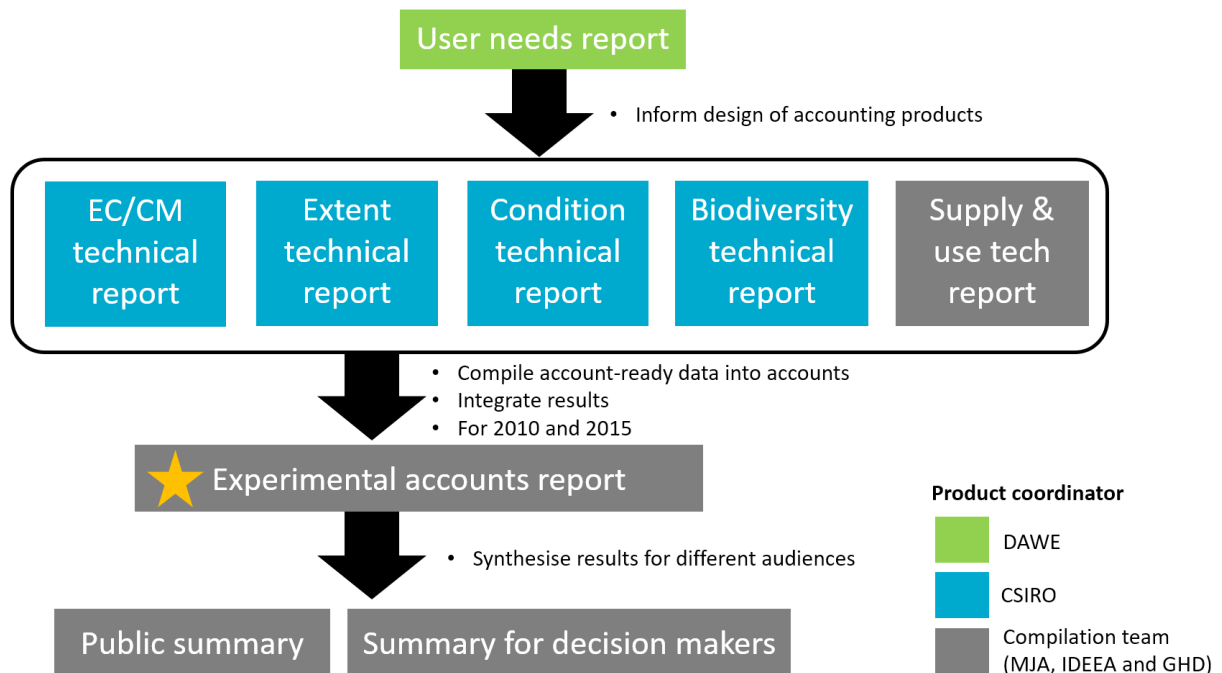 User needs report
• Inform design of accounting products
EC/CM
technical
report
Extent
technical
report
Condition
technical
report
Biodiversity
technical
report
Supply &
use tech
report
• Compile account-ready data into accounts
• Integrate results
• For 2010 and 2015
Experimental accounts report
• Synthesise results for different audiences
Public summary
Summary for decision makers
Product coordinator
DAWE
CSIRO
Compilation team
(MJA, IDEEA and GHD)